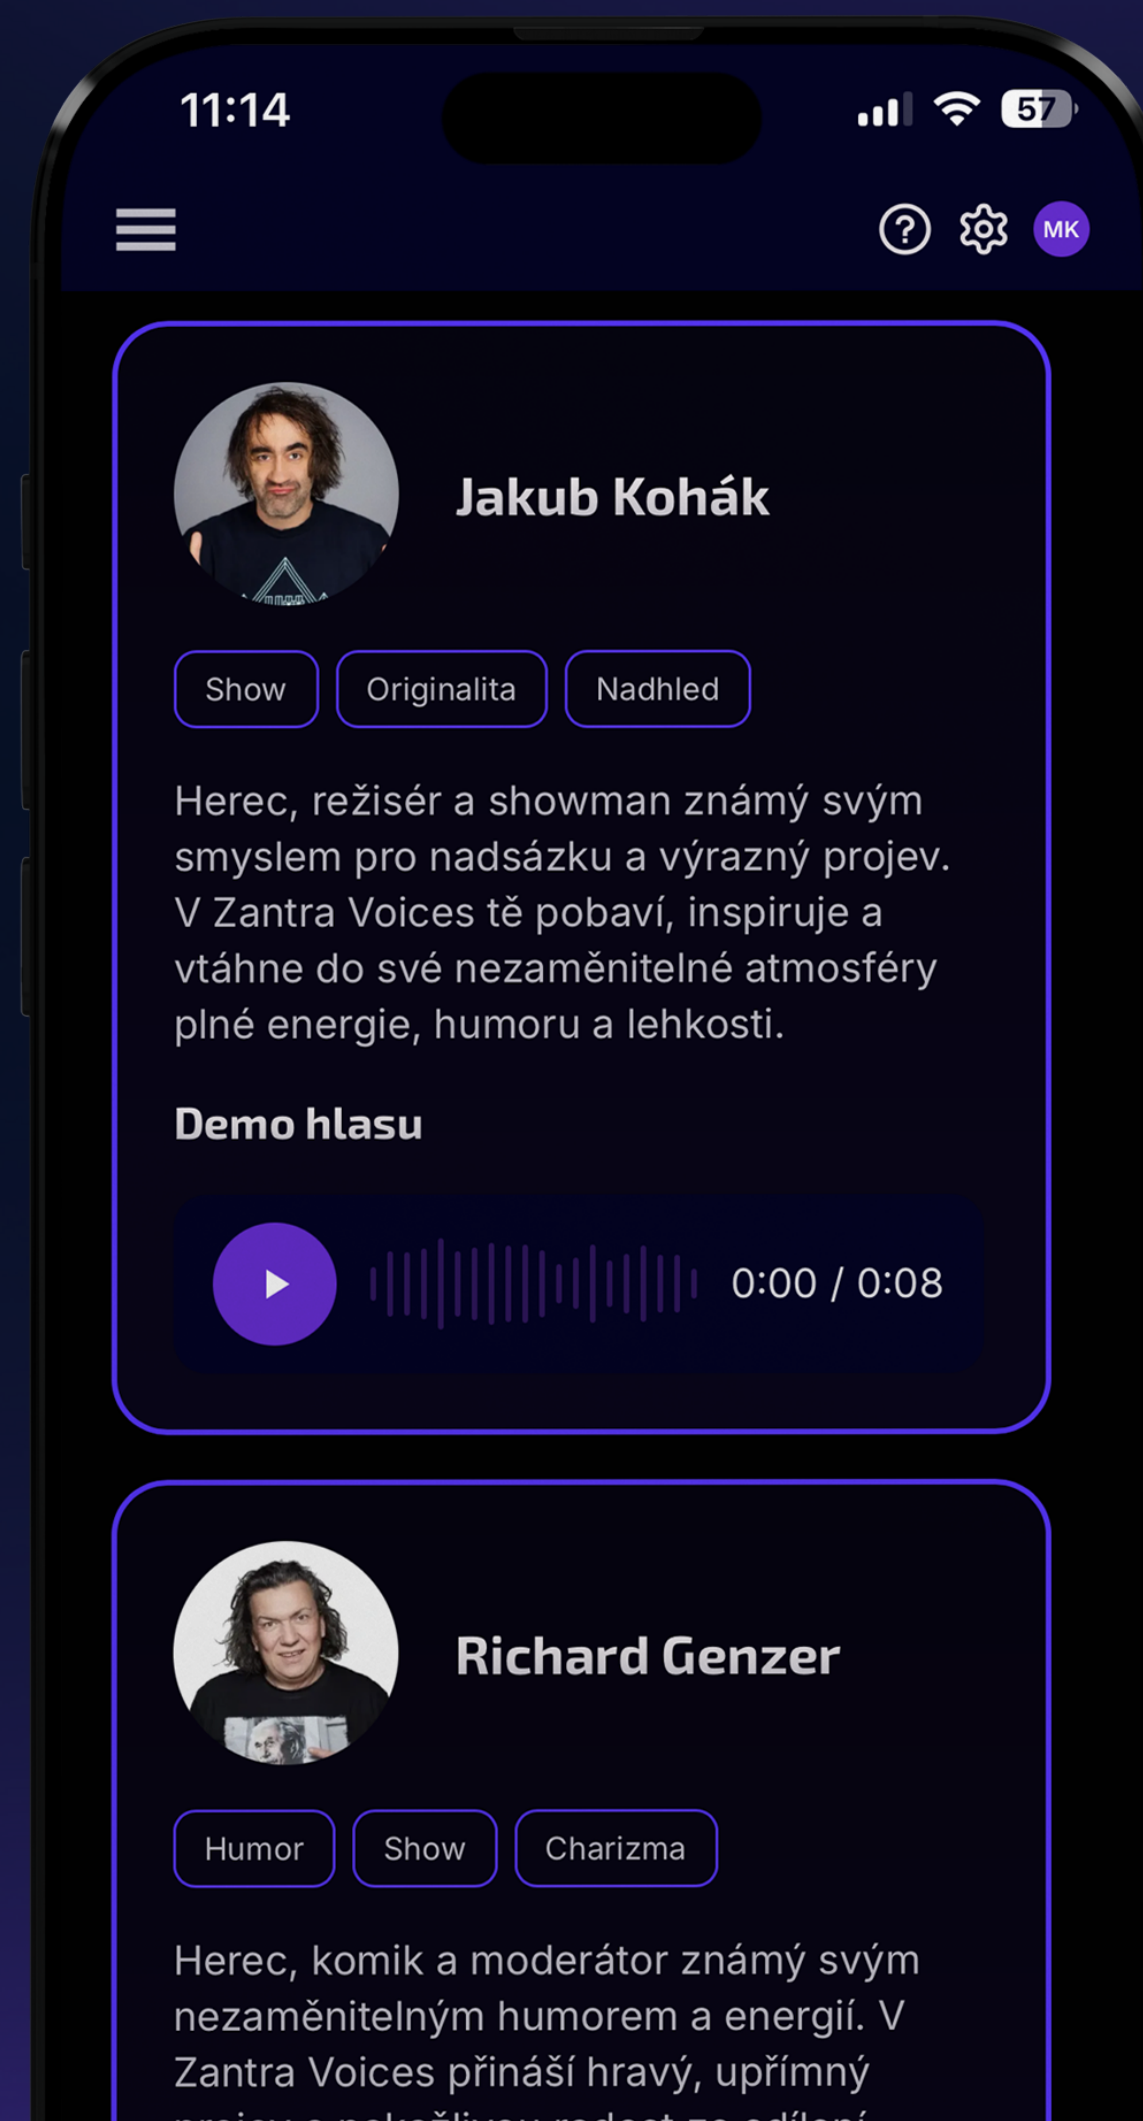 11:14
57
MK
Jakub Kohák
Show
Originalita
Nadhled
Herec, režisér a showman známý svým
smyslem pro nadsázku a výrazný projev.
V Zantra Voices tě pobaví, inspiruje a
vtáhne do své nezaměnitelné atmosféry
plné energie, humoru a lehkosti.
Demo hlasu
0:00 / 0:08
Richard Genzer
Humor
Show
Charizma
Herec, komik a moderátor známý svým
nezaměnitelným humorem a energií. V
Zantra Voices přináší hravý, upřímný